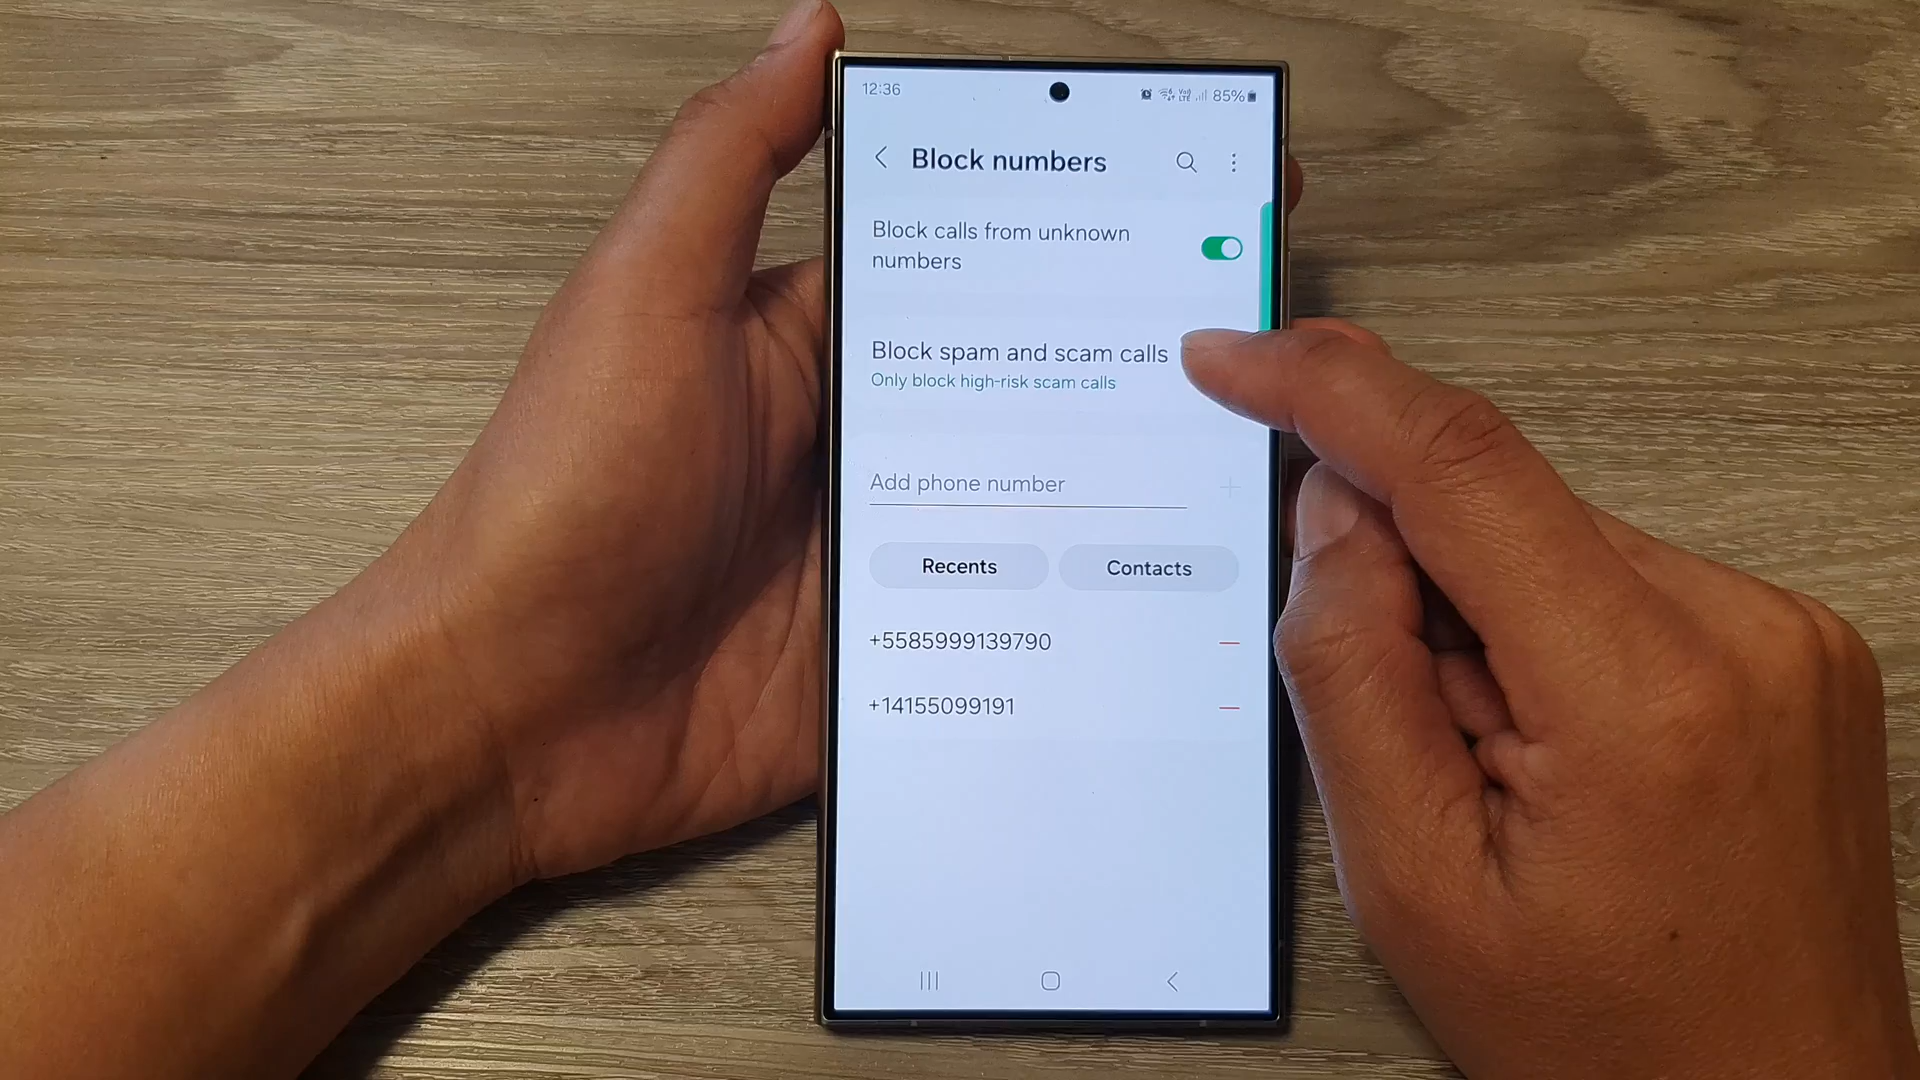 12:36
85%
Block numbers
Block calls from unknown
numbers
Block spam and scam calls
Only block high-risk scam calls
Add phone number
Recents
Contacts
+5585999139790
+14155099191